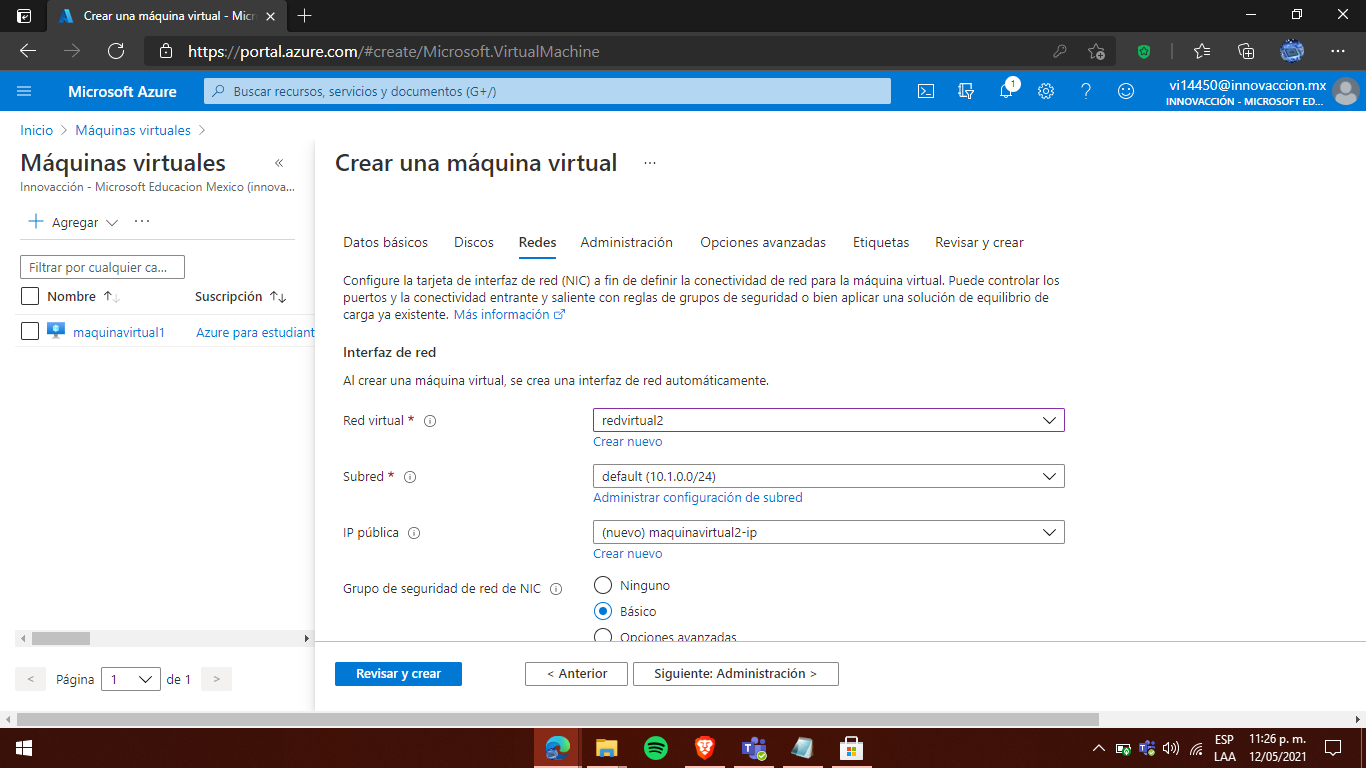 Crear una máquina virtual - Micr
https://portal.azure.com/#create/Microsoft.VirtualMachine
Microsoft Azure
Buscar recursos, servicios y documentos (G+/)
1
vi14450@innovaccion.mx
INNOVACCIÓN - MICROSOFT ED...
Inicio > Máquinas virtuales >
Máquinas virtuales
«
Innovacción - Microsoft Educacion Mexico (innova...
+ Agregar ...
Filtrar por cualquier ca...
Nombre ↑↓ Suscripción ↑↓
maquinavirtual1 Azure para estudiant
< Página 1 de 1 >
Crear una máquina virtual ...
Datos básicos Discos Redes Administración Opciones avanzadas Etiquetas Revisar y crear
Configure la tarjeta de interfaz de red (NIC) a fin de definir la conectividad de red para la máquina virtual. Puede controlar los
puertos y la conectividad entrante y saliente con reglas de grupos de seguridad o bien aplicar una solución de equilibrio de
carga ya existente. Más información
Interfaz de red
Al crear una máquina virtual, se crea una interfaz de red automáticamente.
Red virtual * redvirtual2
Crear nuevo
Subred * default (10.1.0.0/24)
Administrar configuración de subred
IP pública (nuevo) maquinavirtual2-ip
Crear nuevo
Grupo de seguridad de red de NIC Ninguno
Básico
Opciones avanzadas
Revisar y crear < Anterior Siguiente: Administración >
ESP
LAA
11:26 p. m.
12/05/2021